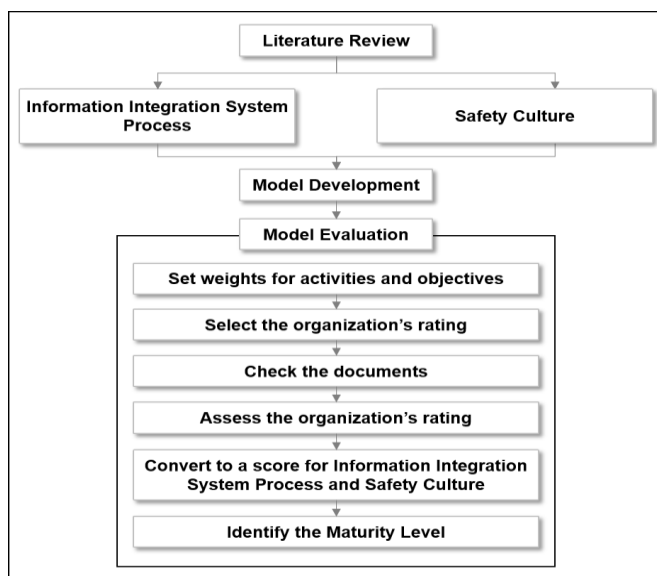 Literature Review
Information Integration System
Process
Safety Culture
Model Development
Model Evaluation
Set weights for activities and objectives
Select the organization's rating
Check the documents
Assess the organization's rating
Convert to a score for Information Integration
System Process and Safety Culture
Identify the Maturity Level